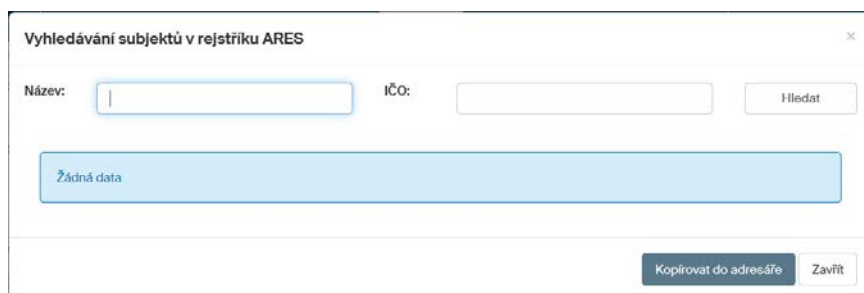 Vyhledávání subjektů v rejstříku ARES
×
Název:
IČO:
Hledat
Žádná data
Kopírovat do adresáře
Zavřít